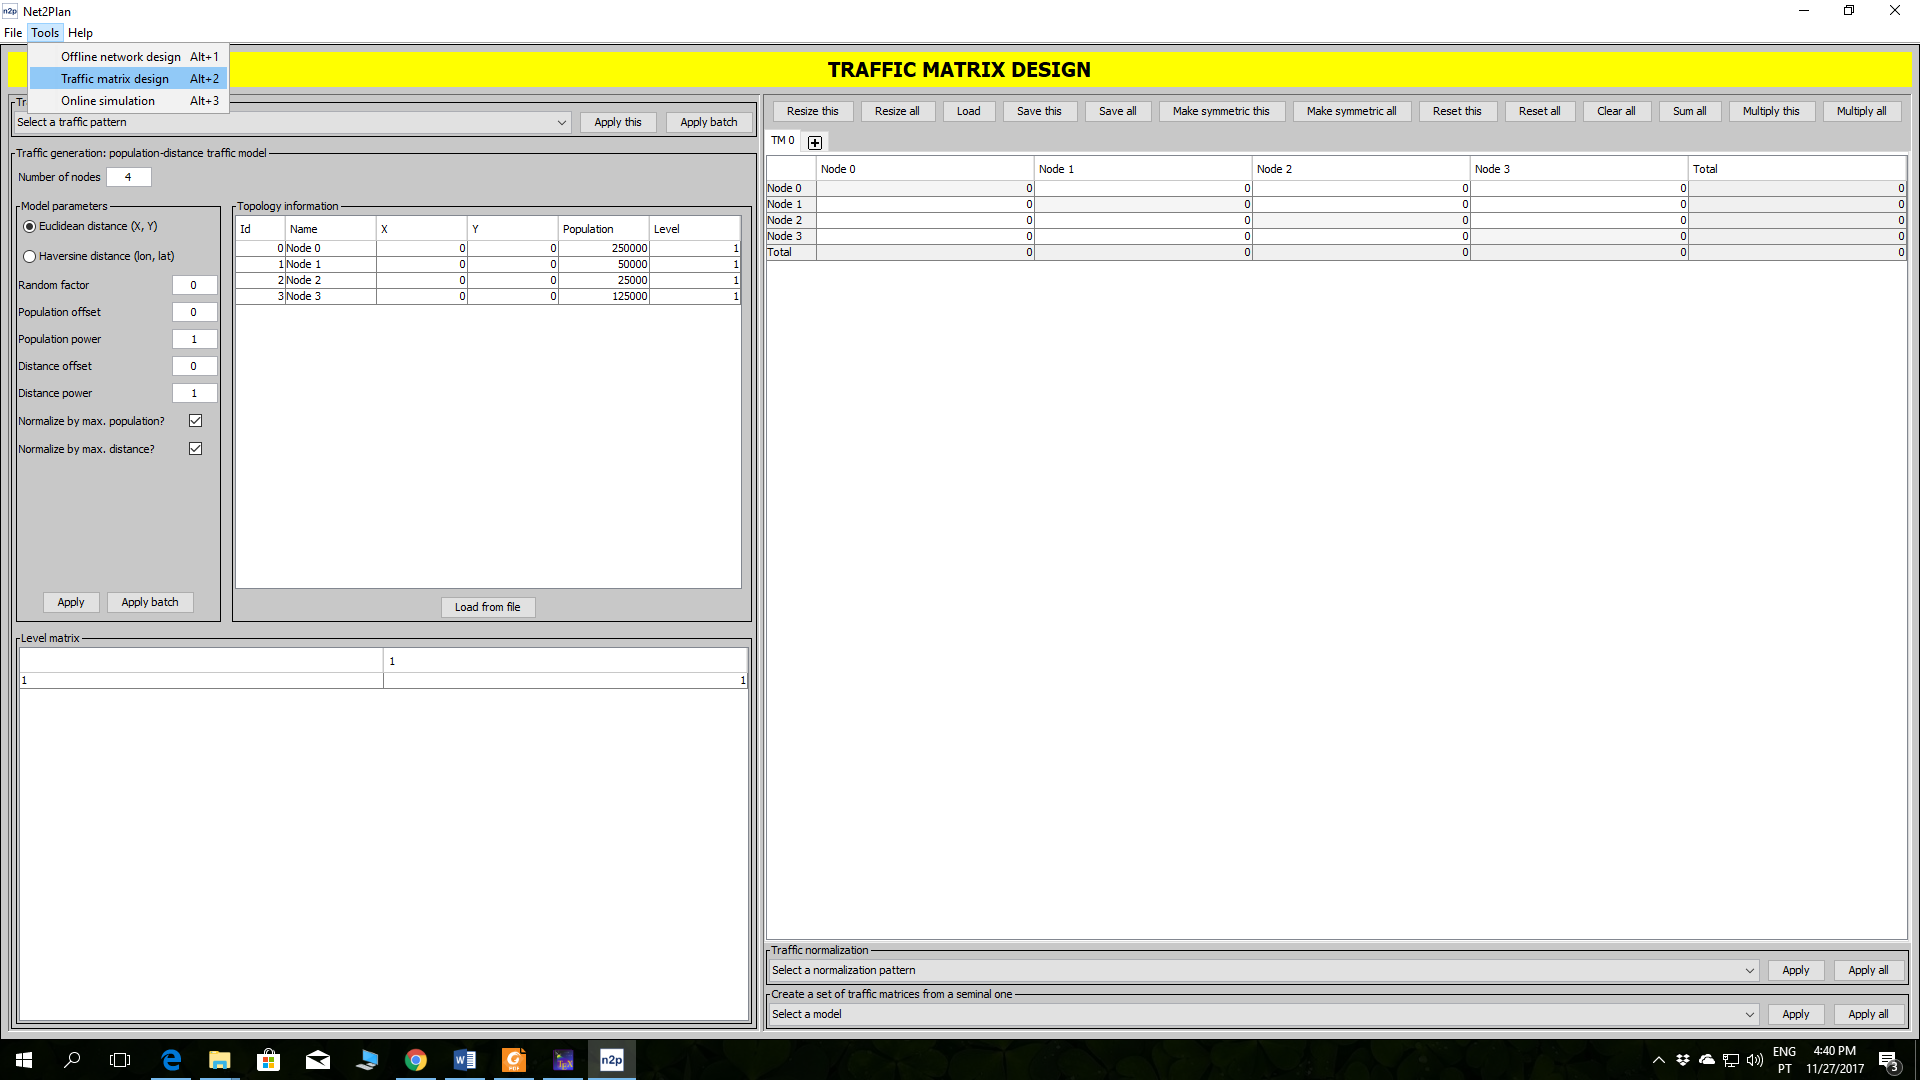 n2p Net2Plan
File Tools Help
Offline network design Alt+1
Traffic matrix design Alt+2
Online simulation Alt+3
TRAFFIC MATRIX DESIGN
Tr
Select a traffic pattern Apply this Apply batch
Traffic generation: population-distance traffic model
Number of nodes 4
Model parameters
Euclidean distance (X, Y)
Haversine distance (lon, lat)
Random factor 0
Population offset 0
Population power 1
Distance offset 0
Distance power 1
Normalize by max. population?
Normalize by max. distance?
Apply Apply batch
Topology information
Id Name X Y Population Level
0 Node 0 0 0 250000 1
1 Node 1 0 0 50000 1
2 Node 2 0 0 25000 1
3 Node 3 0 0 125000 1
Load from file
Level matrix
1
1 1
Resize this Resize all Load Save this Save all Make symmetric this Make symmetric all Reset this Reset all Clear all Sum all Multiply this Multiply all
TM 0
Node 0 Node 1 Node 2 Node 3 Total
Node 0 0 0 0 0 0
Node 1 0 0 0 0 0
Node 2 0 0 0 0 0
Node 3 0 0 0 0 0
Total 0 0 0 0 0
Traffic normalization
Select a normalization pattern Apply Apply all
Create a set of traffic matrices from a seminal one
Select a model Apply Apply all
n2p
ENG
PT
4:40 PM
11/27/2017
3